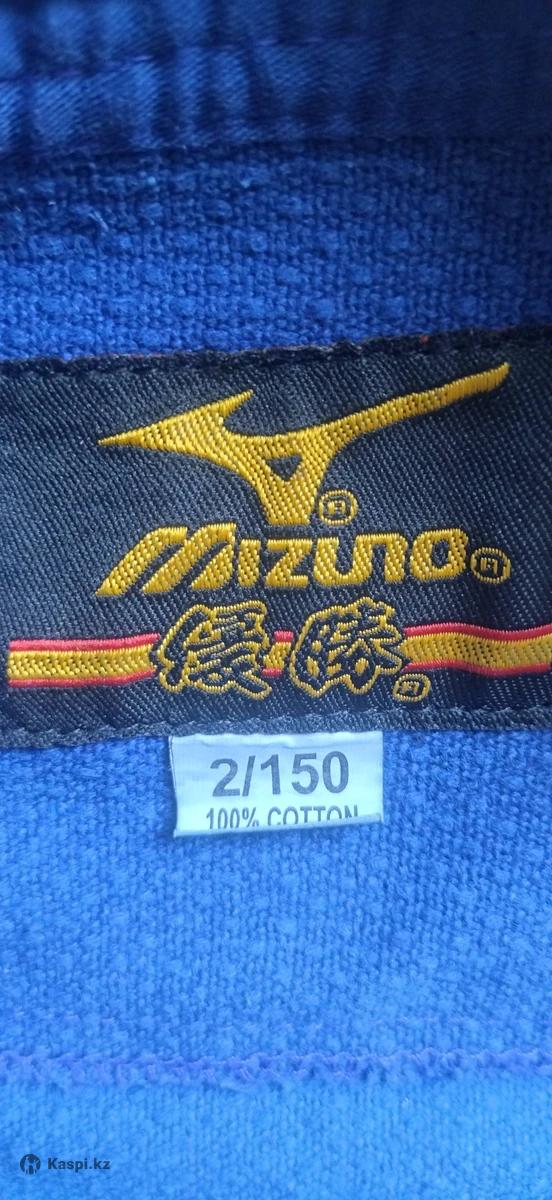 Mizuno
優勝
2/150
100% COTTON
Kaspi.kz